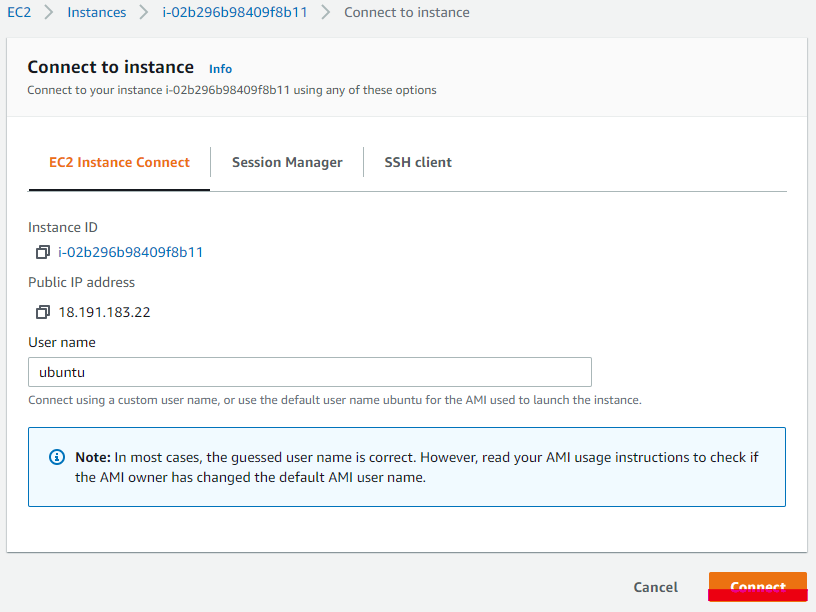 EC2 Instances i-02b296b98409f8b11 Connect to instance
Connect to instance Info
Connect to your instance i-02b296b98409f8b11 using any of these options
EC2 Instance Connect Session Manager SSH client
Instance ID
i-02b296b98409f8b11
Public IP address
18.191.183.22
User name
ubuntu
Connect using a custom user name, or use the default user name ubuntu for the AMI used to launch the instance.
Note: In most cases, the guessed user name is correct. However, read your AMI usage instructions to check if
the AMI owner has changed the default AMI user name.
Cancel Connect